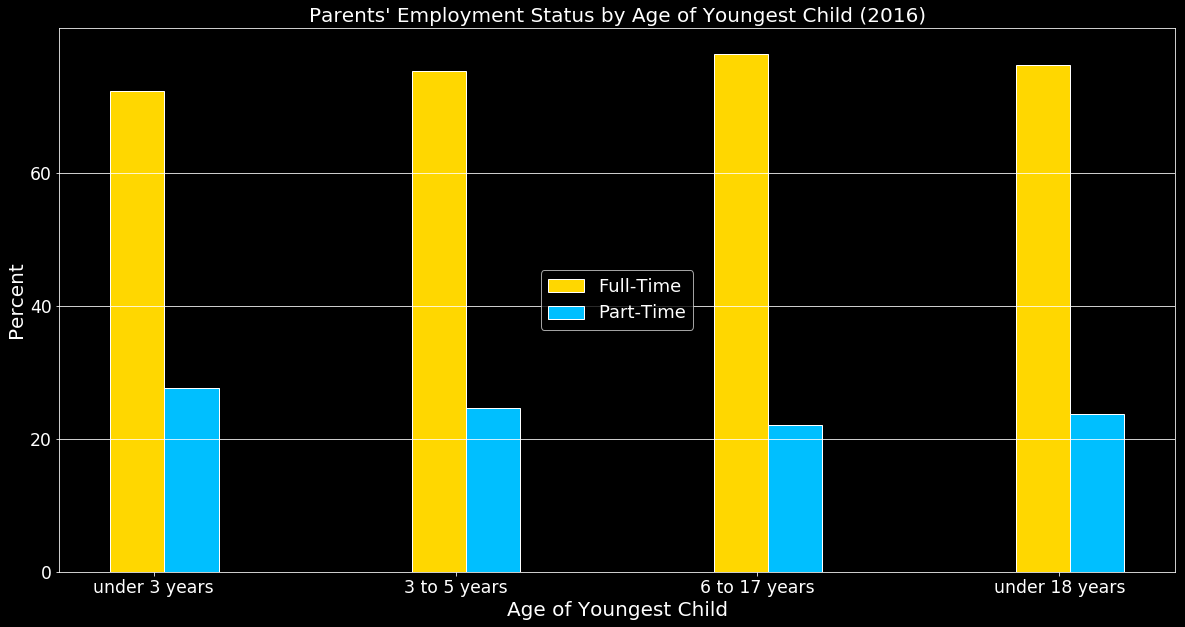 Parents' Employment Status by Age of Youngest Child (2016)
Percent
60
40
20
0
Full-Time
Part-Time
under 3 years
3 to 5 years
6 to 17 years
under 18 years
Age of Youngest Child